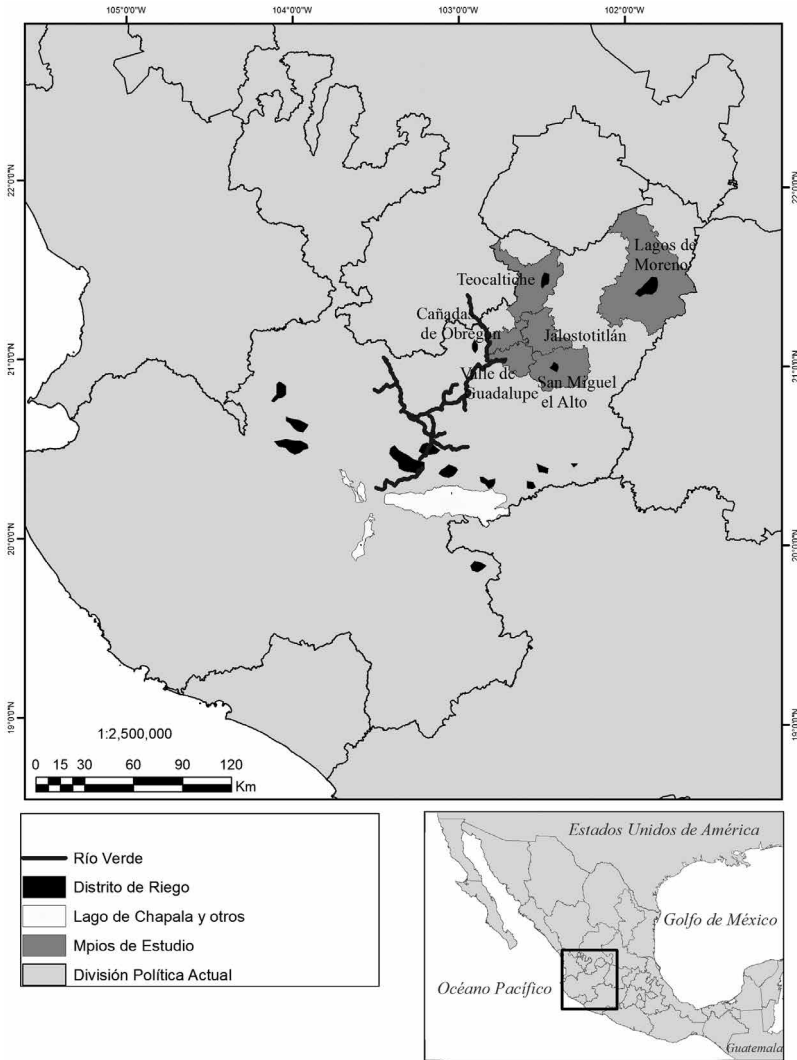 105°0'0"W 104°0'0"W 103°0'0"W 102°0'0"W
22°0'0"N
22°0'0"N
Lagos de
Moreno
Teocaltiche
Cañadas
de Obregón
Jalostotitlán
21°0'0"N
21°0'0"N
Valle de
Guadalupe
San Miguel
el Alto
20°0'0"N
20°0'0"N
19°0'0"N
19°0'0"N
1:2,500,000
0 15 30 60 90 120
Km
Río Verde
Distrito de Riego
Lago de Chapala y otros
Mpios de Estudio
División Política Actual
Estados Unidos de América
Golfo de México
Océano Pacífico
Guatemala